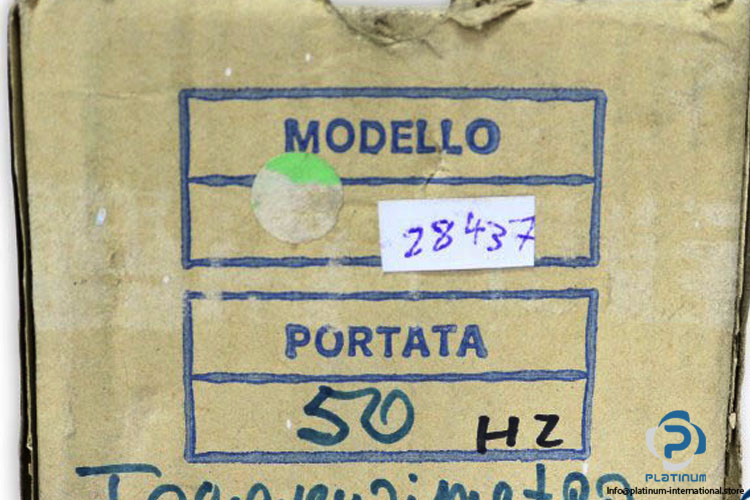 MODELLO
28437
PORTATA
50 HZ
PLATINUM
Info@platinum-international.store